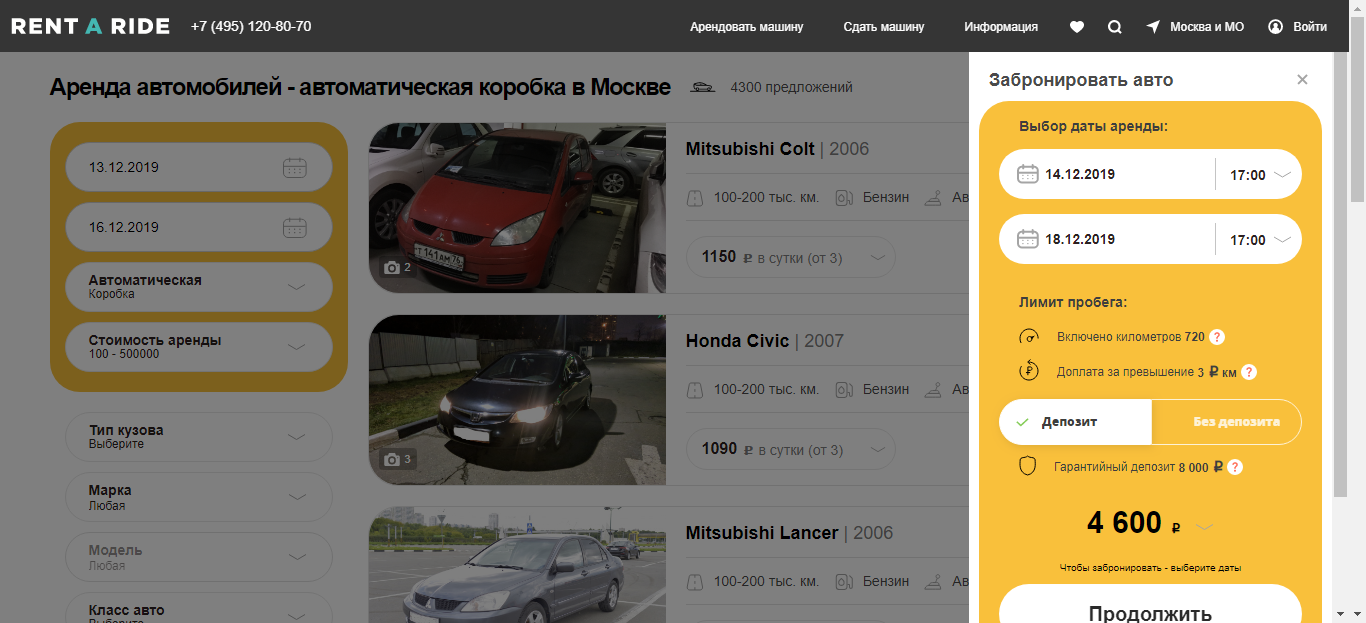 RENT A RIDE
+7 (495) 120-80-70
Арендовать машину
Сдать машину
Информация
Москва и МО
Войти
Аренда автомобилей - автоматическая коробка в Москве
4300 предложений
13.12.2019
16.12.2019
Автоматическая
Коробка
Стоимость аренды
100 - 500000
Тип кузова
Выберите
Марка
Любая
Модель
Любая
Класс авто
Выберите
Т 141АМ 76
2
Mitsubishi Colt | 2006
100-200 тыс. км.
Бензин
Ав
1150 ₽ в сутки (от 3)
3
Honda Civic | 2007
100-200 тыс. км.
Бензин
Ав
1090 ₽ в сутки (от 3)
Mitsubishi Lancer | 2006
100-200 тыс. км.
Бензин
Ав
Забронировать авто
×
Выбор даты аренды:
14.12.2019
17:00
18.12.2019
17:00
Лимит пробега:
Включено километров 720 ?
Доплата за превышение 3 ₽ км ?
Депозит
Без депозита
Гарантийный депозит 8 000 ₽ ?
4 600 ₽
Чтобы забронировать - выберите даты
Продолжить